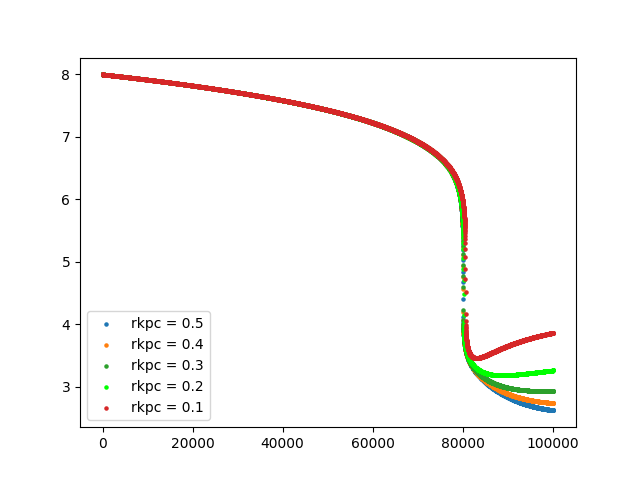 8
7
6
5
4
3
rkpc = 0.5
rkpc = 0.4
rkpc = 0.3
rkpc = 0.2
rkpc = 0.1
0 20000 40000 60000 80000 100000